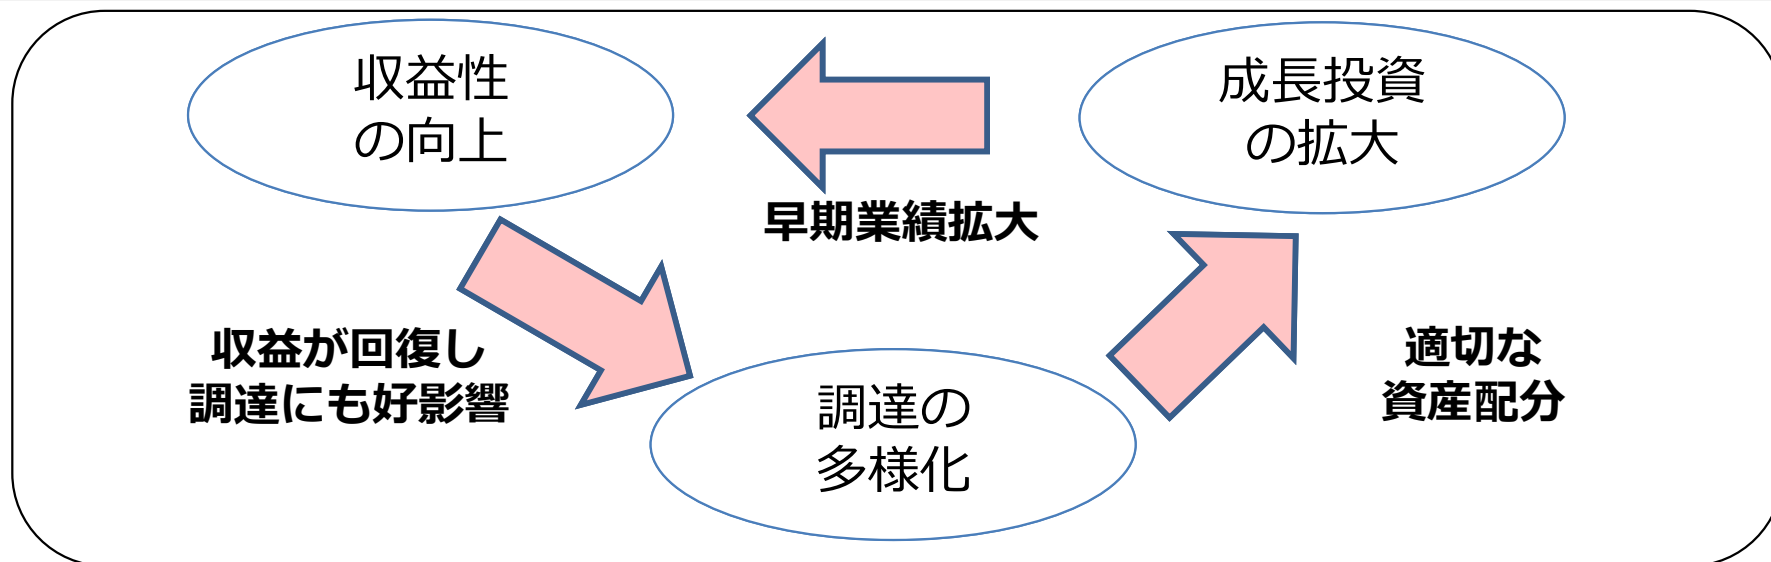 収益性
の向上
成長投資
の拡大
早期業績拡大
収益が回復し
調達にも好影響
適切な
資産配分
調達の
多様化